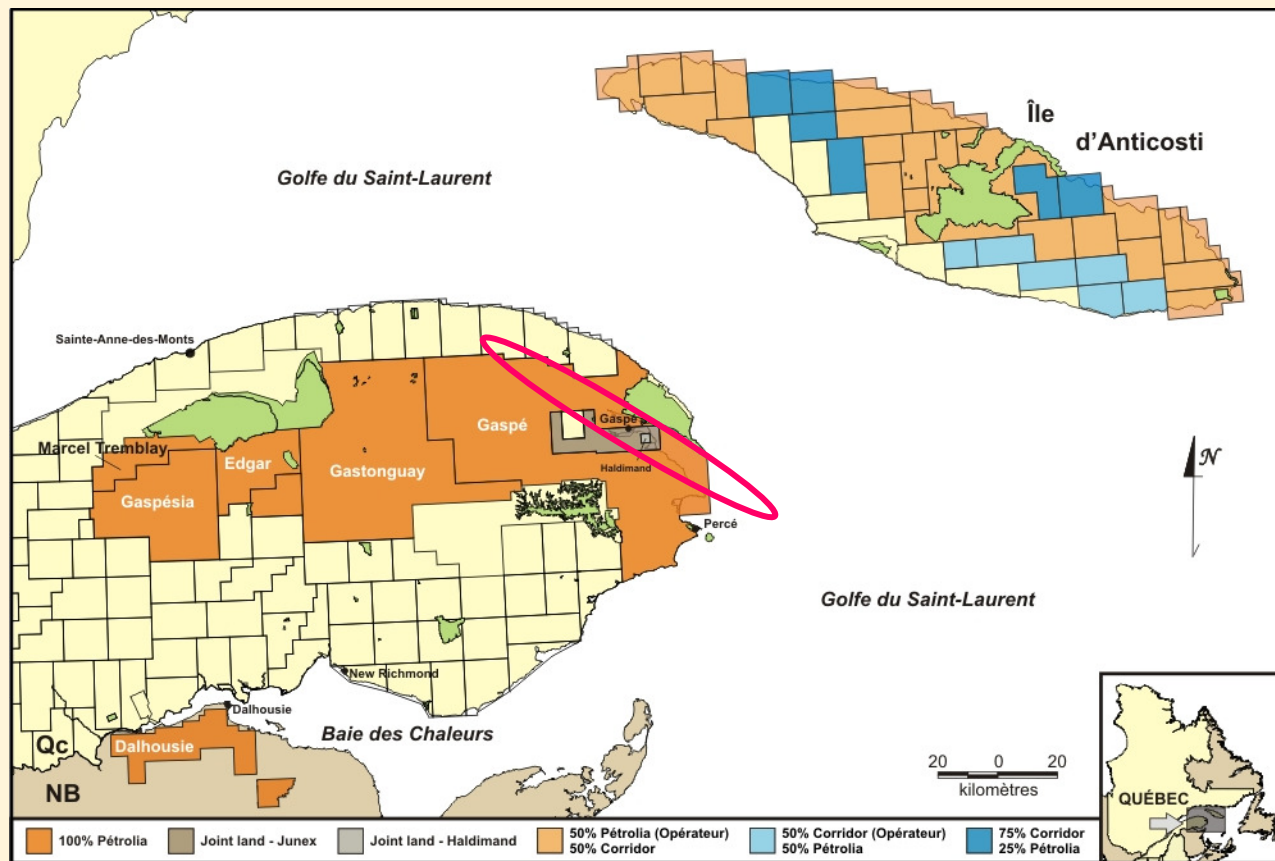 Île
d'Anticosti
Golfe du Saint-Laurent
Sainte-Anne-des-Monts
Gaspé
Gaspé
Marcel Tremblay
Edgar
Gastonguay
Haldimand
Gaspésia
N
Percé
Golfe du Saint-Laurent
New Richmond
Dalhousie
Baie des Chaleurs
Qc
Dalhousie
NB
20 0 20
kilomètres
QUÉBEC
100% Pétrolia
Joint land - Junex
Joint land - Haldimand
50% Pétrolia (Opérateur)
50% Corridor
50% Corridor (Opérateur)
50% Pétrolia
75% Corridor
25% Pétrolia